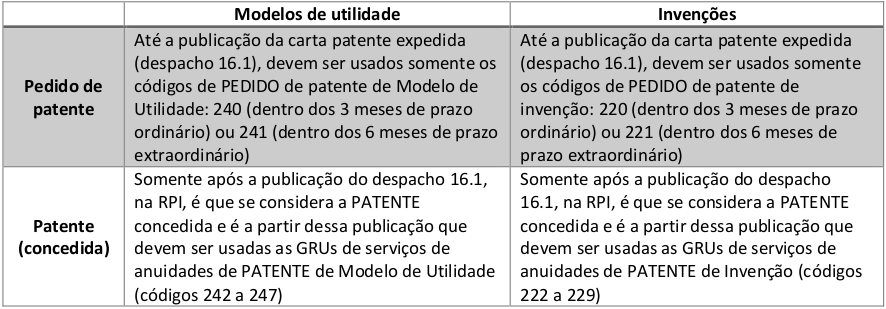 Modelos de utilidade
Invenções
Pedido de
patente
Até a publicação da carta patente expedida
(despacho 16.1), devem ser usados somente os
códigos de PEDIDO de patente de Modelo de
Utilidade: 240 (dentro dos 3 meses de prazo
ordinário) ou 241 (dentro dos 6 meses de prazo
extraordinário)
Até a publicação da carta patente expedida
(despacho 16.1), devem ser usados somente
os códigos de PEDIDO de patente de
invenção: 220 (dentro dos 3 meses de prazo
ordinário) ou 221 (dentro dos 6 meses de
prazo extraordinário)
Patente
(concedida)
Somente após a publicação do despacho 16.1,
na RPI, é que se considera a PATENTE
concedida e é a partir dessa publicação que
devem ser usadas as GRUs de serviços de
anuidades de PATENTE de Modelo de Utilidade
(códigos 242 a 247)
Somente após a publicação do despacho
16.1, na RPI, é que se considera a PATENTE
concedida e é a partir dessa publicação que
devem ser usadas as GRUs de serviços de
anuidades de PATENTE de Invenção (códigos
222 a 229)